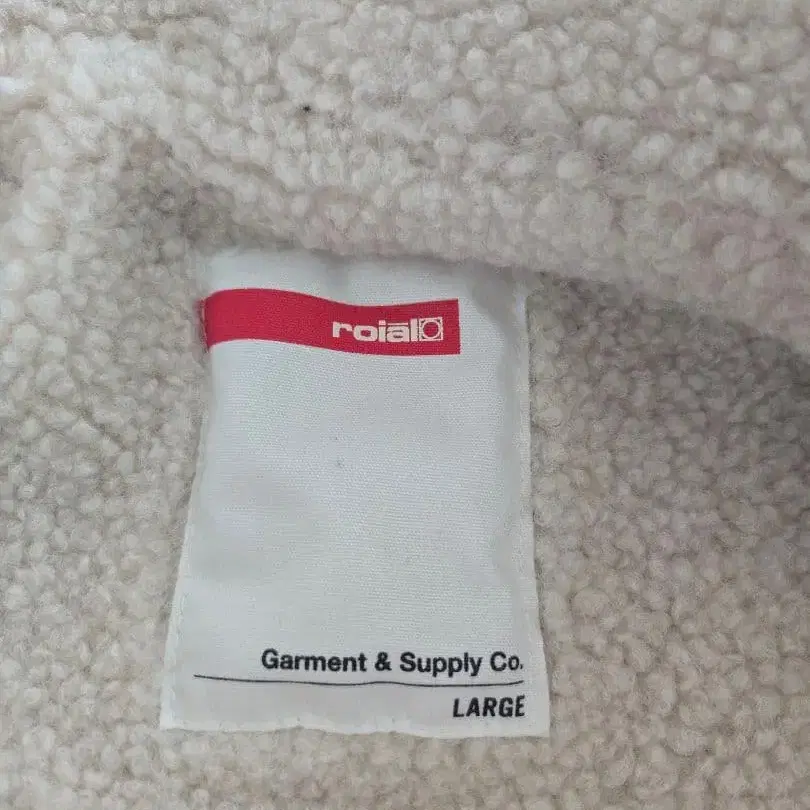 roial
Garment & Supply Co.
LARGE